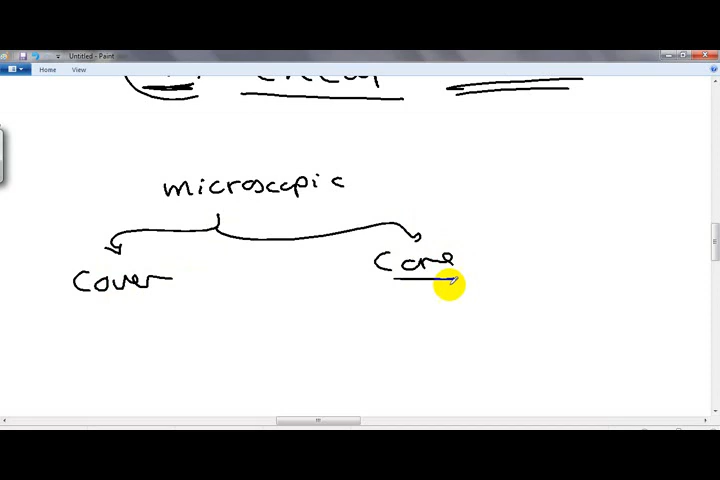 Untitled - Paint
Home View
microscopic
Cover
Core